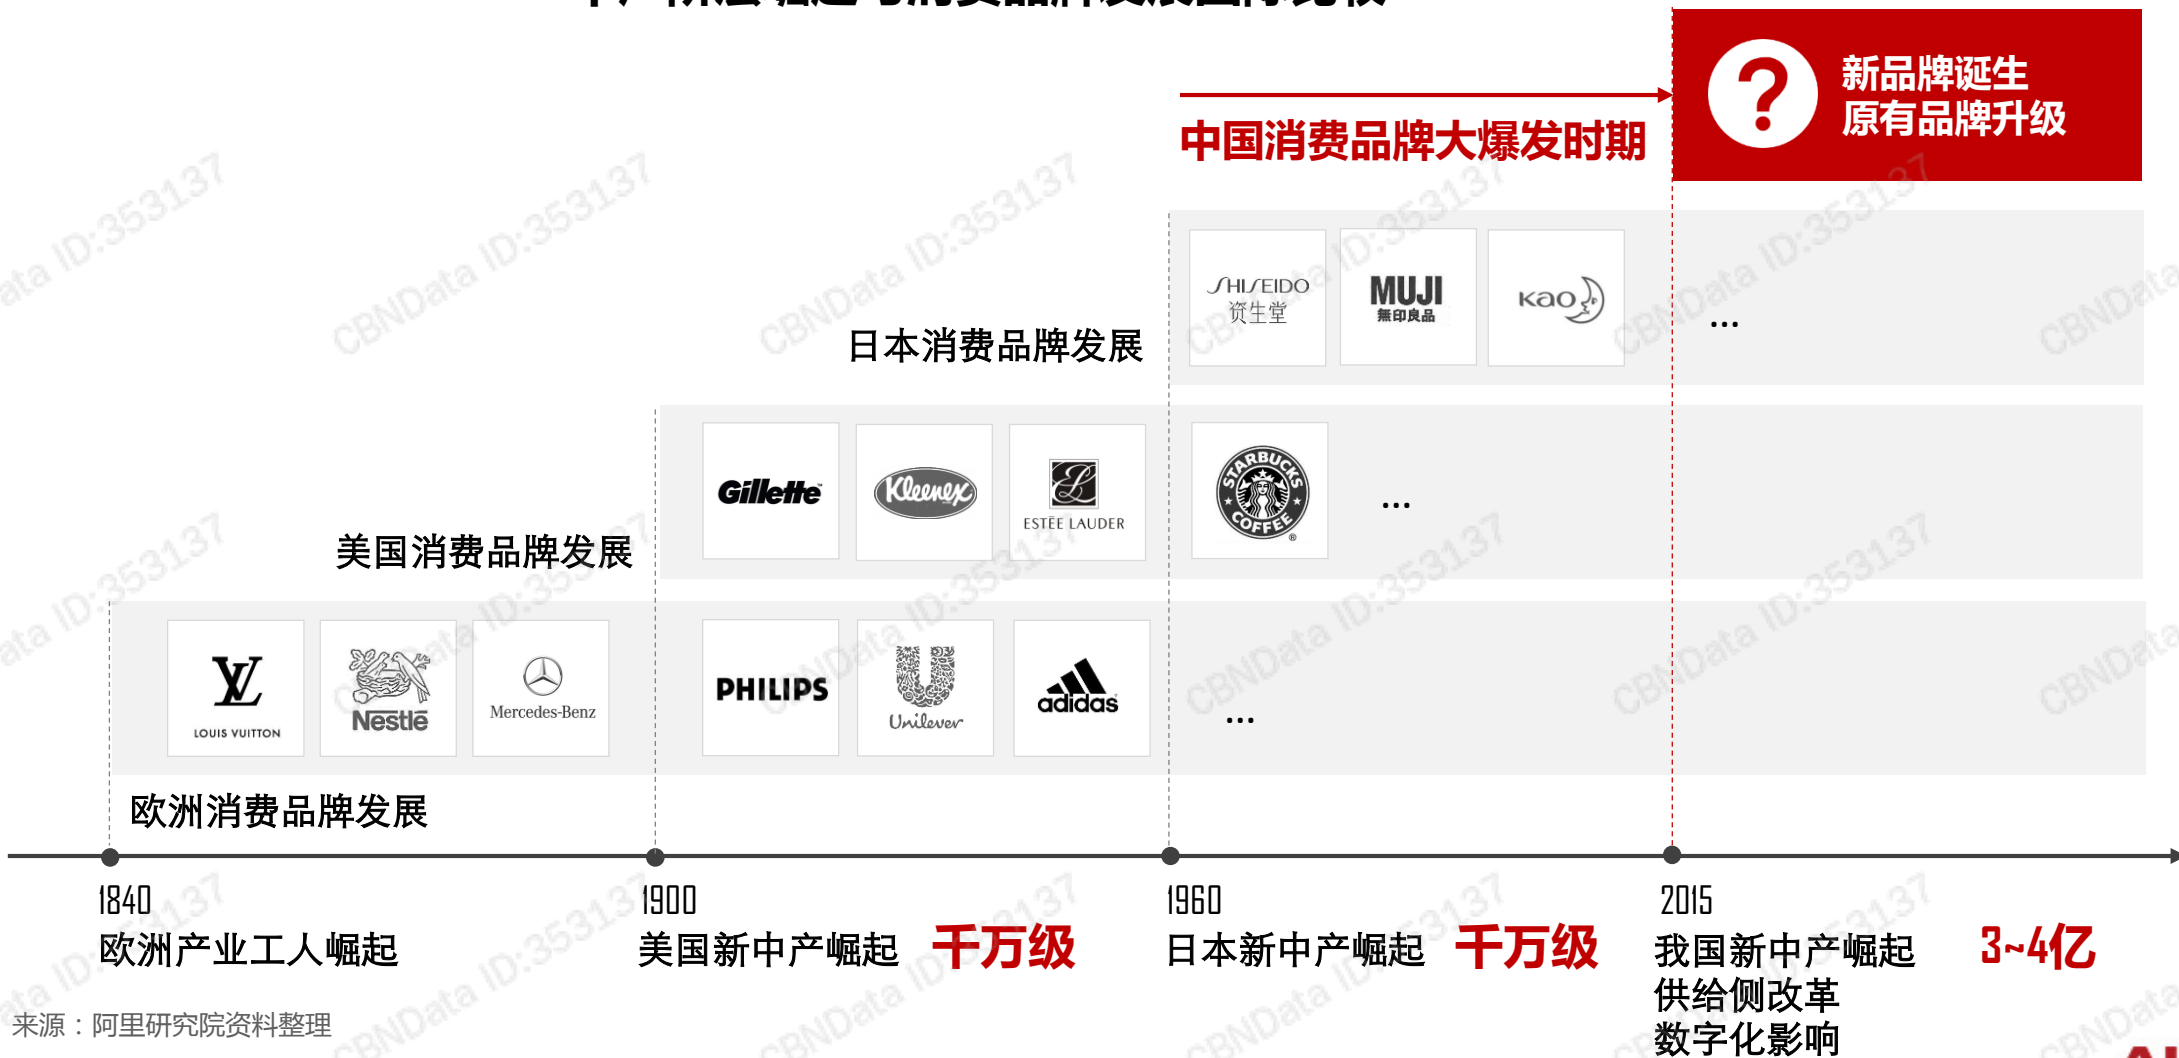 新品牌诞生
原有品牌升级
中国消费品牌大爆发时期
SHISEIDO
资生堂
MUJI
無印良品
Kao
...
日本消费品牌发展
Gillette
Kleenex
ESTĒE LAUDER
STARBUCKS
COFFEE
...
美国消费品牌发展
LV
LOUIS VUITTON
Nestlé
Mercedes-Benz
PHILIPS
Unilever
adidas
...
欧洲消费品牌发展
1840
欧洲产业工人崛起
1900
美国新中产崛起 千万级
1960
日本新中产崛起 千万级
2015
我国新中产崛起 3~4亿
供给侧改革
数字化影响
来源：阿里研究院资料整理
CBNData ID:353137